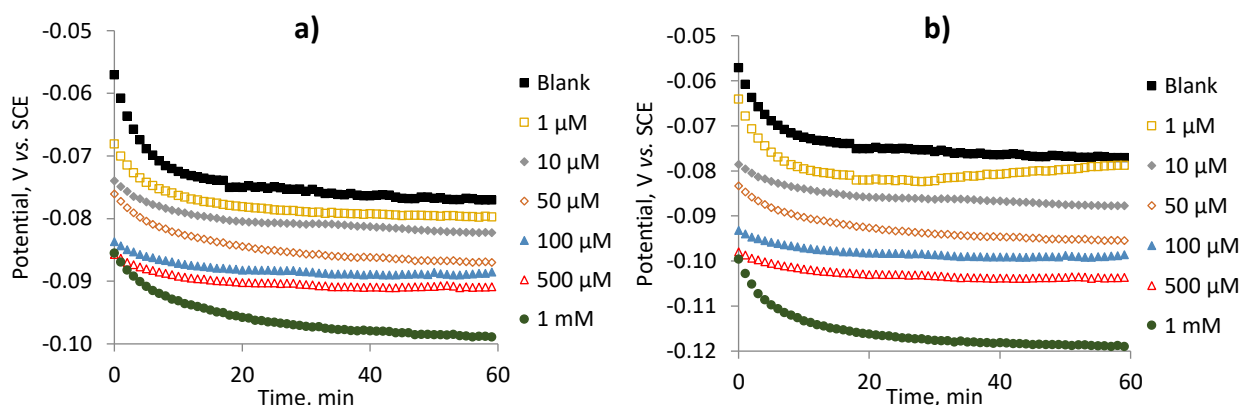 a)
-0.05
-0.06
-0.07
-0.08
-0.09
-0.10
Potential, V vs. SCE
0
20
40
60
Time, min
Blank
1 µM
10 µM
50 µM
100 µM
500 µM
1 mM
b)
-0.05
-0.06
-0.07
-0.08
-0.09
-0.10
-0.11
-0.12
Potential, V vs. SCE
0
20
40
60
Time, min
Blank
1 µM
10 µM
50 µM
100 µM
500 µM
1 mM